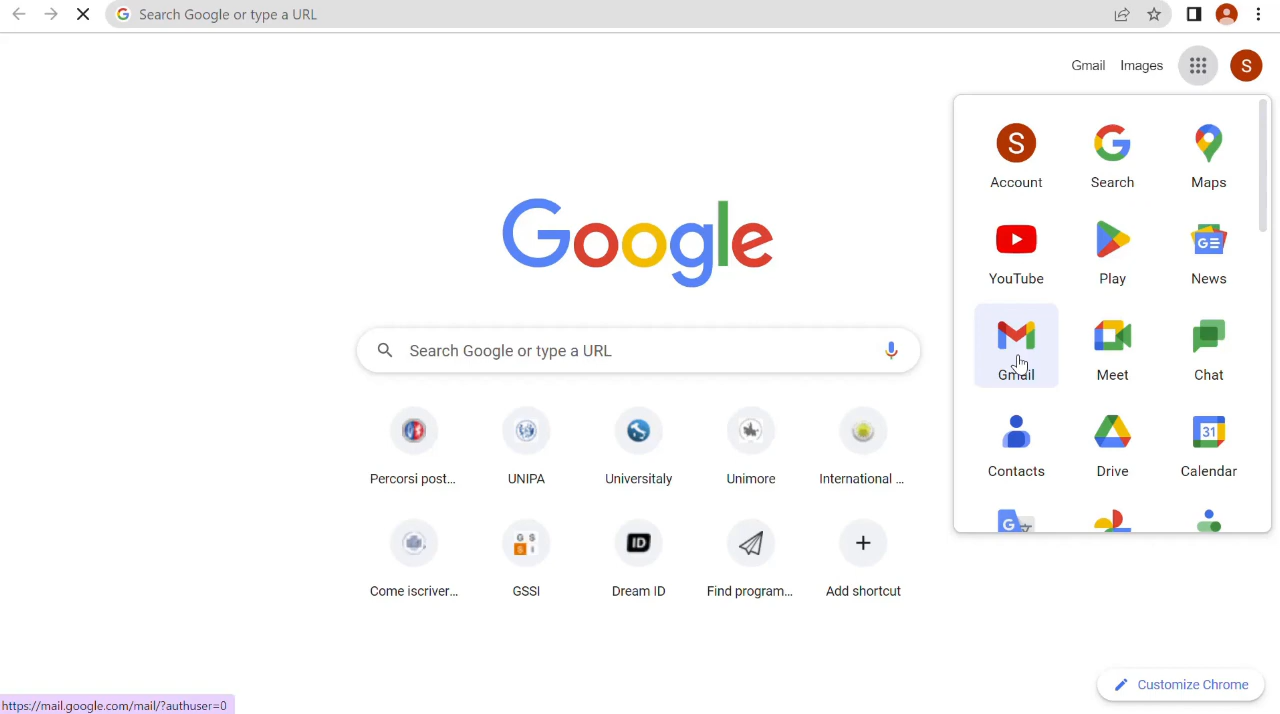 Search Google or type a URL
Gmail Images
S
S
Account Search Maps
YouTube Play News
GE
Google
Gmail Meet Chat
Search Google or type a URL
31
Contacts Drive Calendar
Percorsi post... UNIPA Universitaly Unimore International ...
G
G S
S I
ID
Come iscriver... GSSI Dream ID Find program... Add shortcut
Customize Chrome
https://mail.google.com/mail/?authuser=0